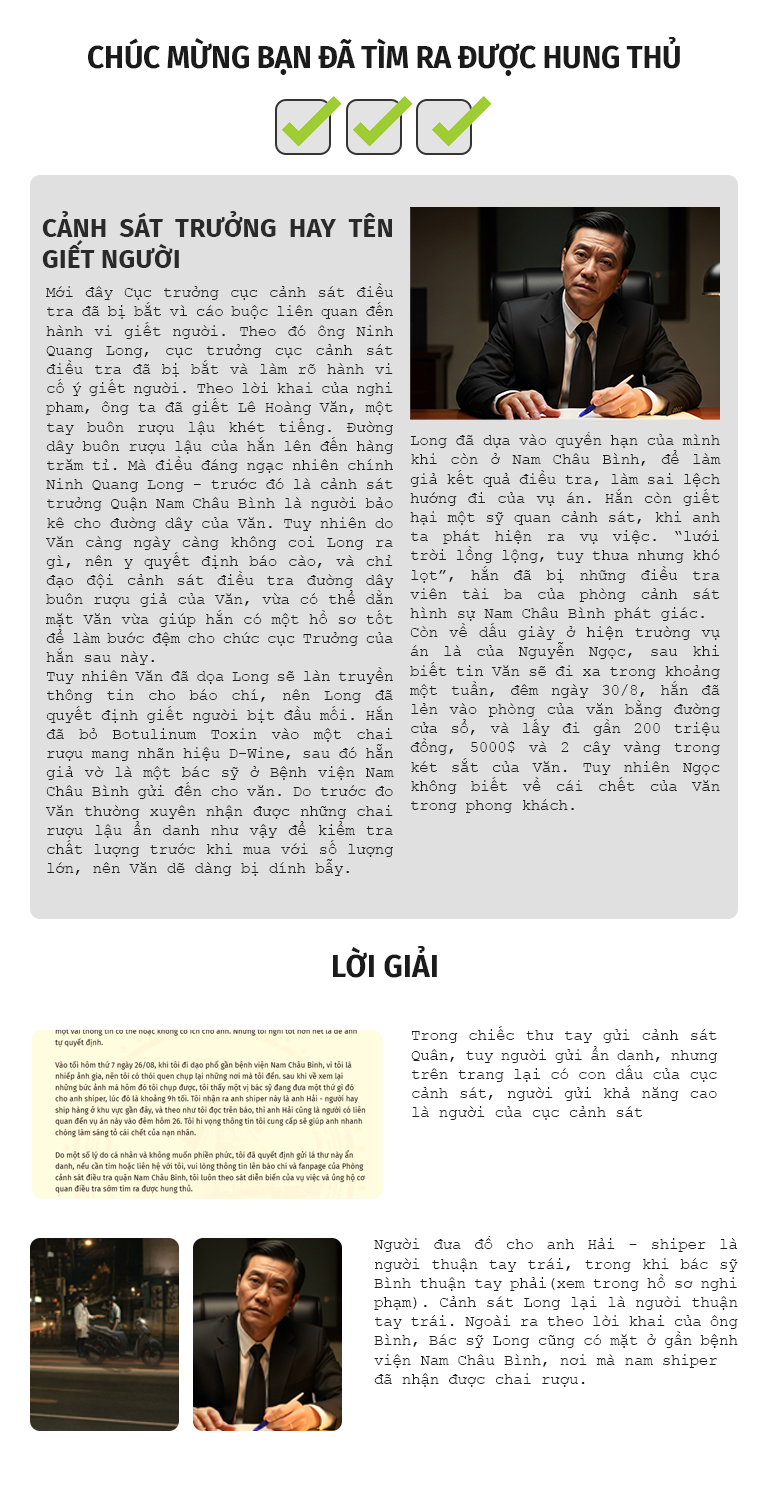 CHÚC MỪNG BẠN ĐÃ TÌM RA ĐƯỢC HUNG THỦ
CẢNH SÁT TRƯỞNG HAY TÊN
GIẾT NGƯỜI
Mới đây Cục trưởng cục cảnh sát điều
tra đã bị bắt vì cáo buộc liên quan đến
hành vi giết người. Theo đó ông Ninh
Quang Long, cục trưởng cục cảnh sát
điều tra đã bị bắt và làm rõ hành vi
cố ý giết người. Theo lời khai của nghi
pham, ông ta đã giết Lê Hoàng Văn, một
tay buôn rượu lậu khét tiếng. Đường
dây buôn rượu lậu của hắn lên đến hàng
trăm tỉ. Mà điều đáng ngạc nhiên chính
Ninh Quang Long - trước đó là cảnh sát
trưởng Quận Nam Châu Bình là người bảo
kê cho đường dây của Văn. Tuy nhiên do
Văn càng ngày càng không coi Long ra
gì, nên y quyết định báo cào, và chỉ
đạo đội cảnh sát điều tra đường dây
buôn rượu giả của Văn, vừa có thể dằn
mặt Văn vừa giúp hắn có một hồ sơ tốt
để làm bước đệm cho chức cục Trưởng của
hắn sau này.
Tuy nhiên Văn đã dọa Long sẽ làn truyền
thông tin cho báo chí, nên Long đã
quyết định giết người bịt đầu mối. Hắn
đã bỏ Botulinum Toxin vào một chai
rượu mang nhãn hiệu D-Wine, sau đó hẵn
giả vờ là một bác sỹ ở Bệnh viện Nam
Châu Bình gửi đến cho văn. Do trước đo
Văn thường xuyên nhận được những chai
rượu lậu ẩn danh như vậy để kiểm tra
chất lượng trước khi mua với số lượng
lớn, nên Văn dẽ dàng bị dính bẫy.
Long đã dựa vào quyền hạn của mình
khi còn ở Nam Châu Bình, để làm
giả kết quả điều tra, làm sai lệch
hướng đi của vụ án. Hắn còn giết
hại một sỹ quan cảnh sát, khi anh
ta phát hiện ra vụ việc. “lưới
trời lồng lộng, tuy thưa nhưng khó
lọt”, hắn đã bị những điều tra
viên tài ba của phòng cảnh sát
hình sự Nam Châu Bình phát giác.
Còn về dấu giày ở hiện trường vụ
án là của Nguyễn Ngọc, sau khi
biết tin Văn sẽ đi xa trong khoảng
một tuần, đêm ngày 30/8, hắn đã
lẻn vào phòng của văn bằng đường
cửa sổ, và lấy đi gần 200 triệu
đồng, 5000$ và 2 cây vàng trong
két sắt của Văn. Tuy nhiên Ngọc
không biết về cái chết của Văn
trong phong khách.
LỜI GIẢI
một vài thông tin có thể hoặc không có ích cho anh. Nhưng tôi nghĩ tốt hơn hết là để anh
tự quyết định.
Vào tối hôm thứ 7 ngày 26/08, khi tôi đi dạo phố gần bệnh viện Nam Châu Bình, vì tôi là
nhiếp ảnh gia, nên tôi có thói quen chụp lại những nơi mà tôi đến. sau khi về xem lại
những bức ảnh mà hôm đó tôi chụp được, tôi thấy một vị bác sỹ đang đưa một thứ gì đó
cho anh shiper, lúc đó là khoảng 9h tối. Tôi nhận ra anh shiper này là anh Hải - người hay
ship hàng ở khu vực gần đây, và theo như tôi đọc trên báo, thì anh Hải cũng là người có liên
quan đến vụ án này vào đêm hôm 26. Tôi hi vọng thông tin tôi cung cấp sẽ giúp anh nhanh
chóng làm sáng tỏ cái chết của nạn nhân.
Do một số lý do cá nhân và không muốn phiền phức, tôi đã quyết định gửi lá thư này ẩn
danh, nếu cần tìm hoặc liên hệ với tôi, vui lòng thông tin lên báo chí và fanpage của Phòng
cảnh sát điều tra quận Nam Châu Bình, tôi luôn theo sát diễn biến của vụ việc và ủng hộ cơ
quan điều tra sớm tìm ra được hung thủ.
Trong chiếc thư tay gửi cảnh sát
Quân, tuy người gửi ẩn danh, nhưng
trên trang lại có con dấu của cục
cảnh sát, người gửi khả năng cao
là người của cục cảnh sát
Người đưa đồ cho anh Hải - shiper là
người thuận tay trái, trong khi bác sỹ
Bình thuận tay phải(xem trong hồ sơ nghi
phạm). Cảnh sát Long lại là người thuận
tay trái. Ngoài ra theo lời khai của ông
Bình, Bác sỹ Long cũng có mặt ở gần bệnh
viện Nam Châu Bình, nơi mà nam shiper
đã nhận được chai rượu.